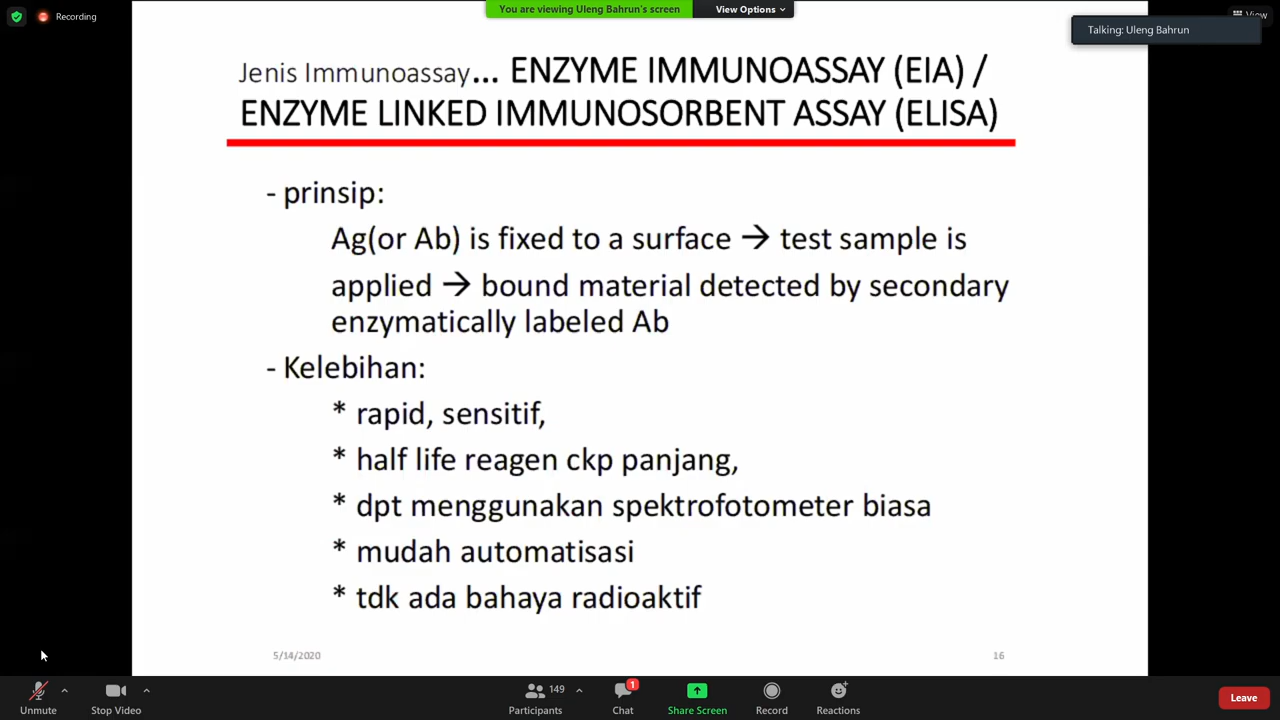 You are viewing Uleng Bahrun's screen
View Options
Recording
View
Talking: Uleng Bahrun
Jenis Immunoassay... ENZYME IMMUNOASSAY (EIA) /
ENZYME LINKED IMMUNOSORBENT ASSAY (ELISA)
- prinsip:
Ag(or Ab) is fixed to a surface → test sample is
applied → bound material detected by secondary
enzymatically labeled Ab
- Kelebihan:
* rapid, sensitif,
* half life reagen ckp panjang,
* dpt menggunakan spektrofotometer biasa
* mudah automatisasi
* tdk ada bahaya radioaktif
5/14/2020
16
Unmute
Stop Video
149
Participants
1
Chat
Share Screen
Record
Reactions
Leave